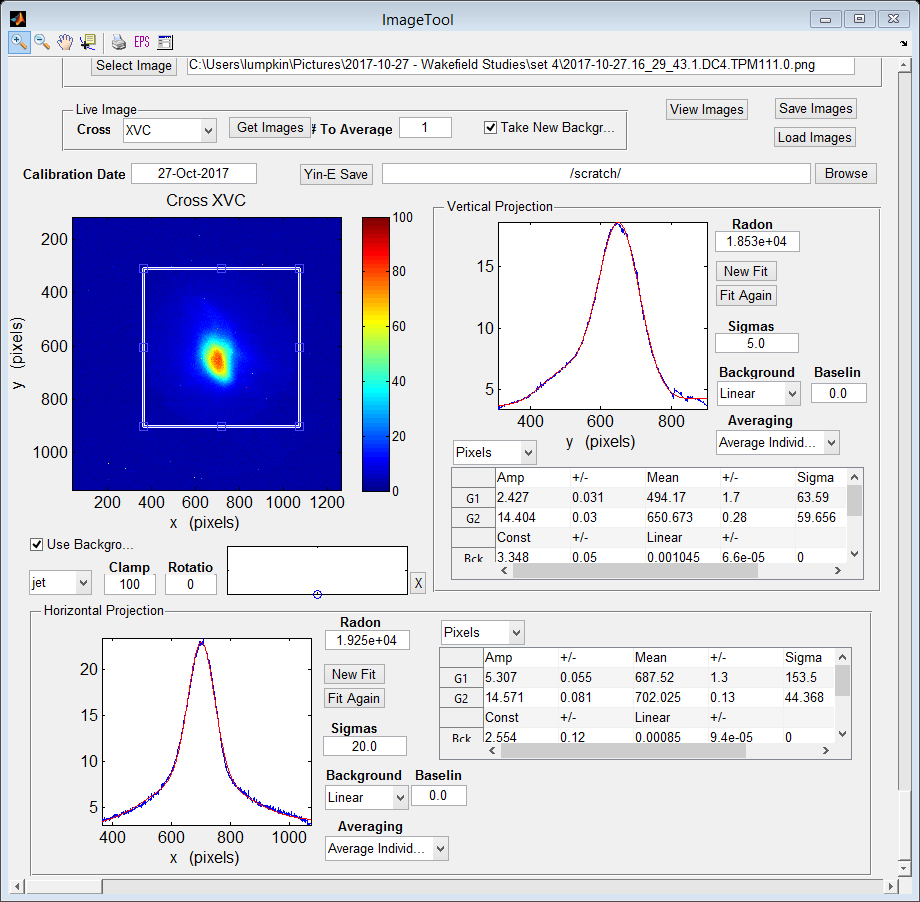 ImageTool
EPS
Select Image C:\Users\lumpkin\Pictures\2017-10-27 - Wakefield Studies\set 4\2017-10-27.16_29_43.1.DC4.TPM111.0.png
Live Image
Cross XVC Get Images # To Average 1 Take New Backgr...
View Images Save Images
Load Images
Calibration Date 27-Oct-2017 Yin-E Save /scratch/ Browse
Cross XVC
200
400
600
800
1000
y (pixels)
200 400 600 800 1000 1200
x (pixels)
100
80
60
40
20
0
Use Backgro...
jet Clamp 100 Rotatio 0 X
Vertical Projection
15
10
5
400 600 800
y (pixels)
Radon
1.853e+04
New Fit
Fit Again
Sigmas
5.0
Background Baselin
Linear 0.0
Averaging
Average Individ...
Pixels
Amp +/- Mean +/- Sigma
G1 2.427 0.031 494.17 1.7 63.59
G2 14.404 0.03 650.673 0.28 59.656
Const +/- Linear +/-
Bck 3.348 0.05 0.001045 6.6e-05 0
Horizontal Projection
20
15
10
5
400 600 800 1000
x (pixels)
Radon
1.925e+04
New Fit
Fit Again
Sigmas
20.0
Background Baselin
Linear 0.0
Averaging
Average Individ...
Pixels
Amp +/- Mean +/- Sigma
G1 5.307 0.055 687.52 1.3 153.5
G2 14.571 0.081 702.025 0.13 44.368
Const +/- Linear +/-
Bck 2.554 0.12 0.00085 9.4e-05 0